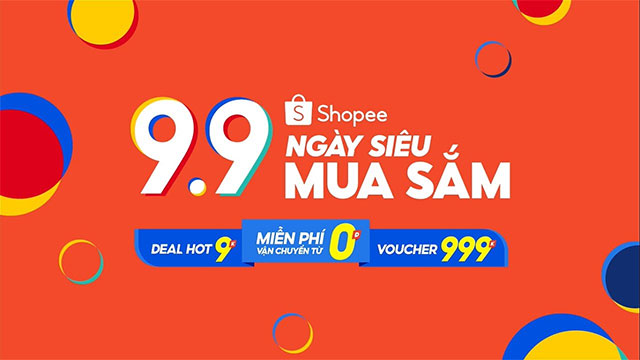 9.9
Shopee
NGÀY SIÊU
MUA SẮM
DEAL HOT 9K
MIỄN PHÍ
VẬN CHUYỂN TỪ
0Đ
VOUCHER 999K